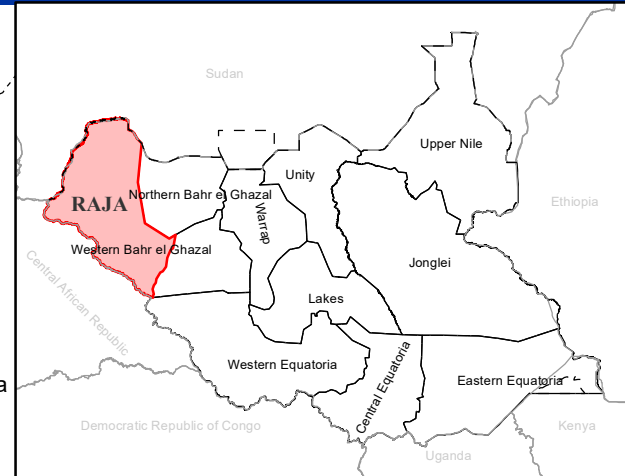 Sudan
Upper Nile
Unity
Northern Bahr el Ghazal
RAJA
Warrap
Ethiopia
Western Bahr el Ghazal
Jonglei
Central African Republic
Lakes
Western Equatoria
Central Equatoria
Eastern Equatoria
a
Democratic Republic of Congo
Kenya
Uganda